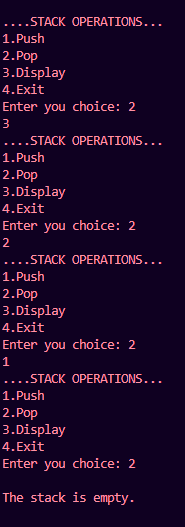 ....STACK OPERATIONS...
1.Push
2.Pop
3.Display
4.Exit
Enter you choice: 2
3
....STACK OPERATIONS...
1.Push
2.Pop
3.Display
4.Exit
Enter you choice: 2
2
....STACK OPERATIONS...
1.Push
2.Pop
3.Display
4.Exit
Enter you choice: 2
1
....STACK OPERATIONS...
1.Push
2.Pop
3.Display
4.Exit
Enter you choice: 2
The stack is empty.